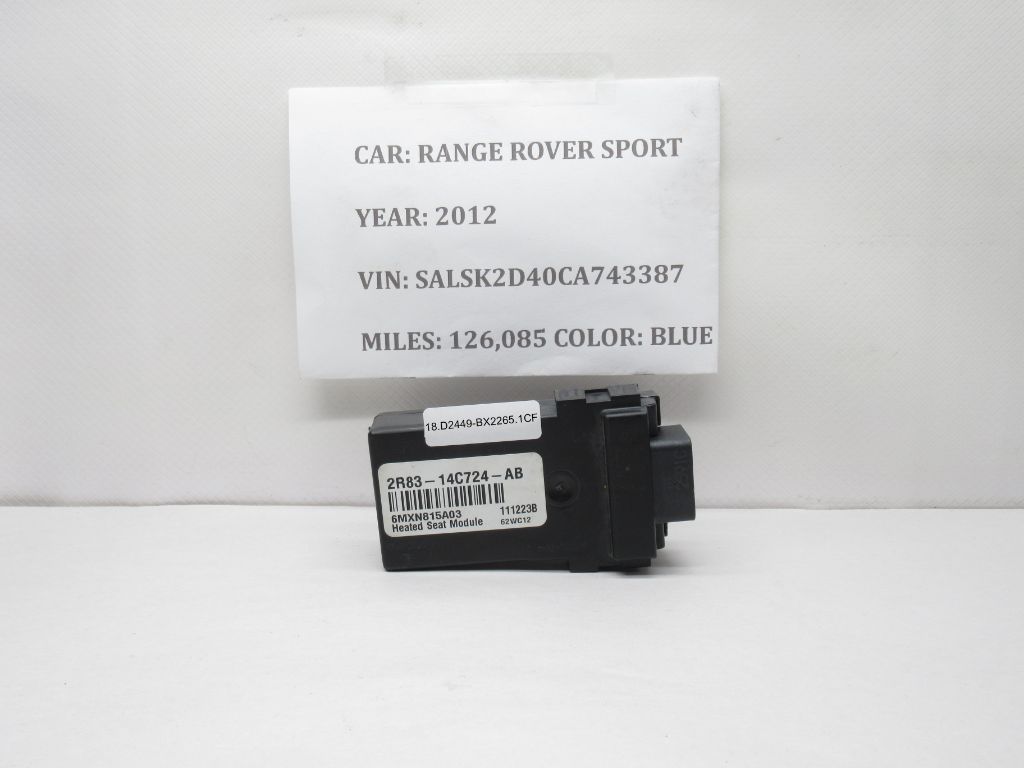 CAR: RANGE ROVER SPORT
YEAR: 2012
VIN: SALSK2D40CA743387
MILES: 126,085 COLOR: BLUE
18.D2449-BX2265.1CF
2R83-14C724-AB
6MXN815A03 111223B
Heated Seat Module 62WC12